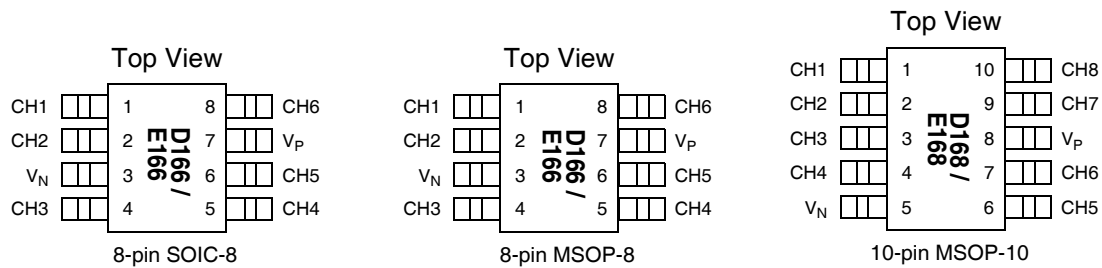 Top View
CH1 1 8 CH6
CH2 2 7 VP
VN 3 6 CH5
CH3 4 5 CH4
D166 /
E166
8-pin SOIC-8
Top View
CH1 1 8 CH6
CH2 2 7 VP
VN 3 6 CH5
CH3 4 5 CH4
D166 /
E166
8-pin MSOP-8
Top View
CH1 1 10 CH8
CH2 2 9 CH7
CH3 3 8 VP
CH4 4 7 CH6
VN 5 6 CH5
D168 /
E168
10-pin MSOP-10